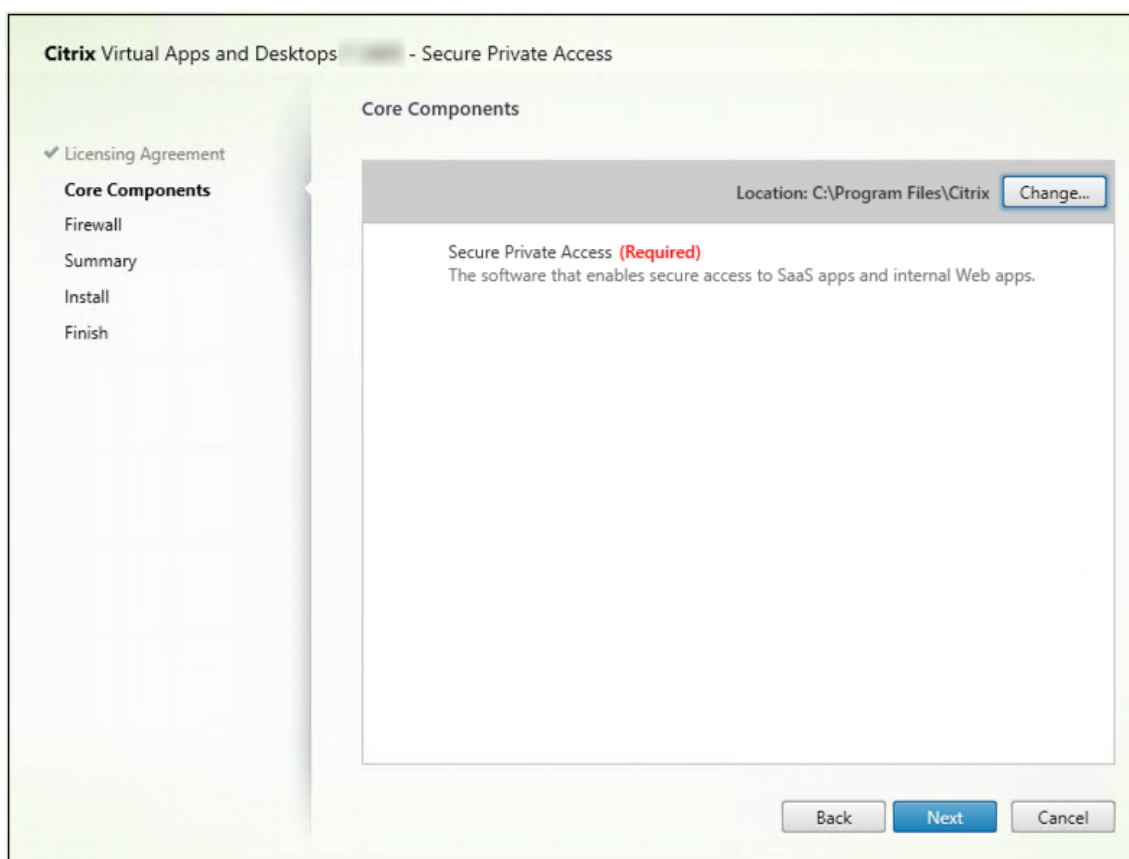 Citrix Virtual Apps and Desktops - Secure Private Access
Core Components
Licensing Agreement
Core Components
Firewall
Summary
Install
Finish
Location: C:\Program Files\Citrix
Change...
Secure Private Access (Required)
The software that enables secure access to SaaS apps and internal Web apps.
Back
Next
Cancel